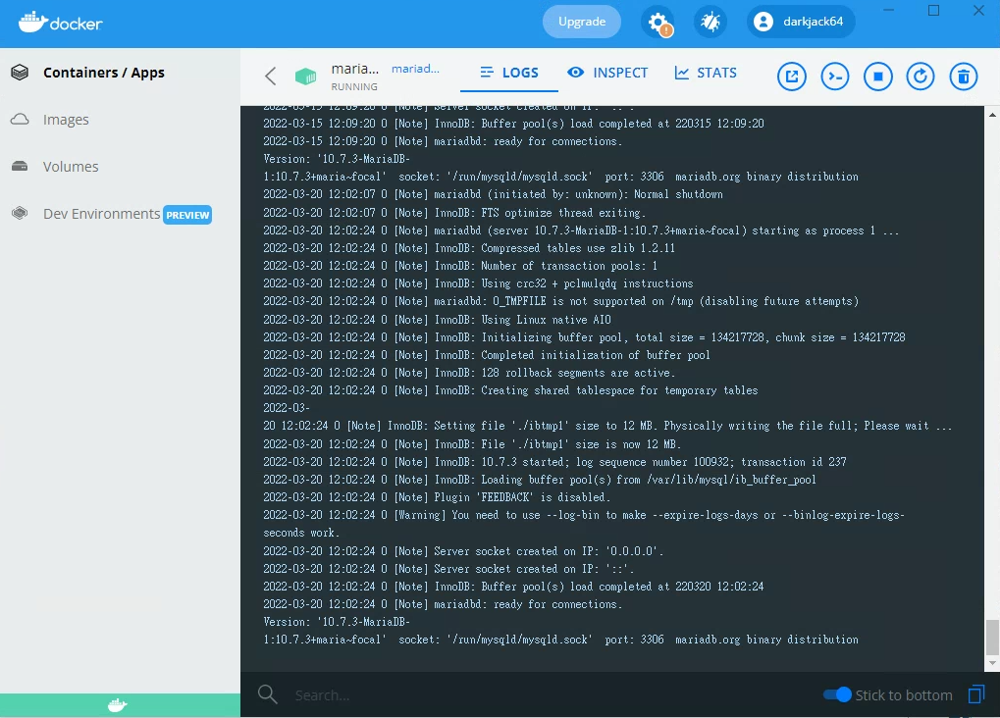 docker
Upgrade
darkjack64
Containers / Apps
Images
Volumes
Dev Environments PREVIEW
maria...
mariad...
RUNNING
LOGS
INSPECT
STATS
2022-03-15 12:09:20 0 [Note] Server socket created on IP: '::'.
2022-03-15 12:09:20 0 [Note] InnoDB: Buffer pool(s) load completed at 220315 12:09:20
2022-03-15 12:09:20 0 [Note] mariadbd: ready for connections.
Version: '10.7.3-MariaDB-
1:10.7.3+maria~focal'  socket: '/run/mysqld/mysqld.sock'  port: 3306  mariadb.org binary distribution
2022-03-20 12:02:07 0 [Note] mariadbd (initiated by: unknown): Normal shutdown
2022-03-20 12:02:07 0 [Note] InnoDB: FTS optimize thread exiting.
2022-03-20 12:02:24 0 [Note] mariadbd (server 10.7.3-MariaDB-1:10.7.3+maria~focal) starting as process 1 ...
2022-03-20 12:02:24 0 [Note] InnoDB: Compressed tables use zlib 1.2.11
2022-03-20 12:02:24 0 [Note] InnoDB: Number of transaction pools: 1
2022-03-20 12:02:24 0 [Note] InnoDB: Using crc32 + pclmulqdq instructions
2022-03-20 12:02:24 0 [Note] mariadbd: O_TMPFILE is not supported on /tmp (disabling future attempts)
2022-03-20 12:02:24 0 [Note] InnoDB: Using Linux native AIO
2022-03-20 12:02:24 0 [Note] InnoDB: Initializing buffer pool, total size = 134217728, chunk size = 134217728
2022-03-20 12:02:24 0 [Note] InnoDB: Completed initialization of buffer pool
2022-03-20 12:02:24 0 [Note] InnoDB: 128 rollback segments are active.
2022-03-20 12:02:24 0 [Note] InnoDB: Creating shared tablespace for temporary tables
2022-03-
20 12:02:24 0 [Note] InnoDB: Setting file './ibtmp1' size to 12 MB. Physically writing the file full; Please wait ...
2022-03-20 12:02:24 0 [Note] InnoDB: File './ibtmp1' size is now 12 MB.
2022-03-20 12:02:24 0 [Note] InnoDB: 10.7.3 started; log sequence number 100932; transaction id 237
2022-03-20 12:02:24 0 [Note] InnoDB: Loading buffer pool(s) from /var/lib/mysql/ib_buffer_pool
2022-03-20 12:02:24 0 [Note] Plugin 'FEEDBACK' is disabled.
2022-03-20 12:02:24 0 [Warning] You need to use --log-bin to make --expire-logs-days or --binlog-expire-logs-
seconds work.
2022-03-20 12:02:24 0 [Note] Server socket created on IP: '0.0.0.0'.
2022-03-20 12:02:24 0 [Note] Server socket created on IP: '::'.
2022-03-20 12:02:24 0 [Note] InnoDB: Buffer pool(s) load completed at 220320 12:02:24
2022-03-20 12:02:24 0 [Note] mariadbd: ready for connections.
Version: '10.7.3-MariaDB-
1:10.7.3+maria~focal'  socket: '/run/mysqld/mysqld.sock'  port: 3306  mariadb.org binary distribution
Search...
Stick to bottom